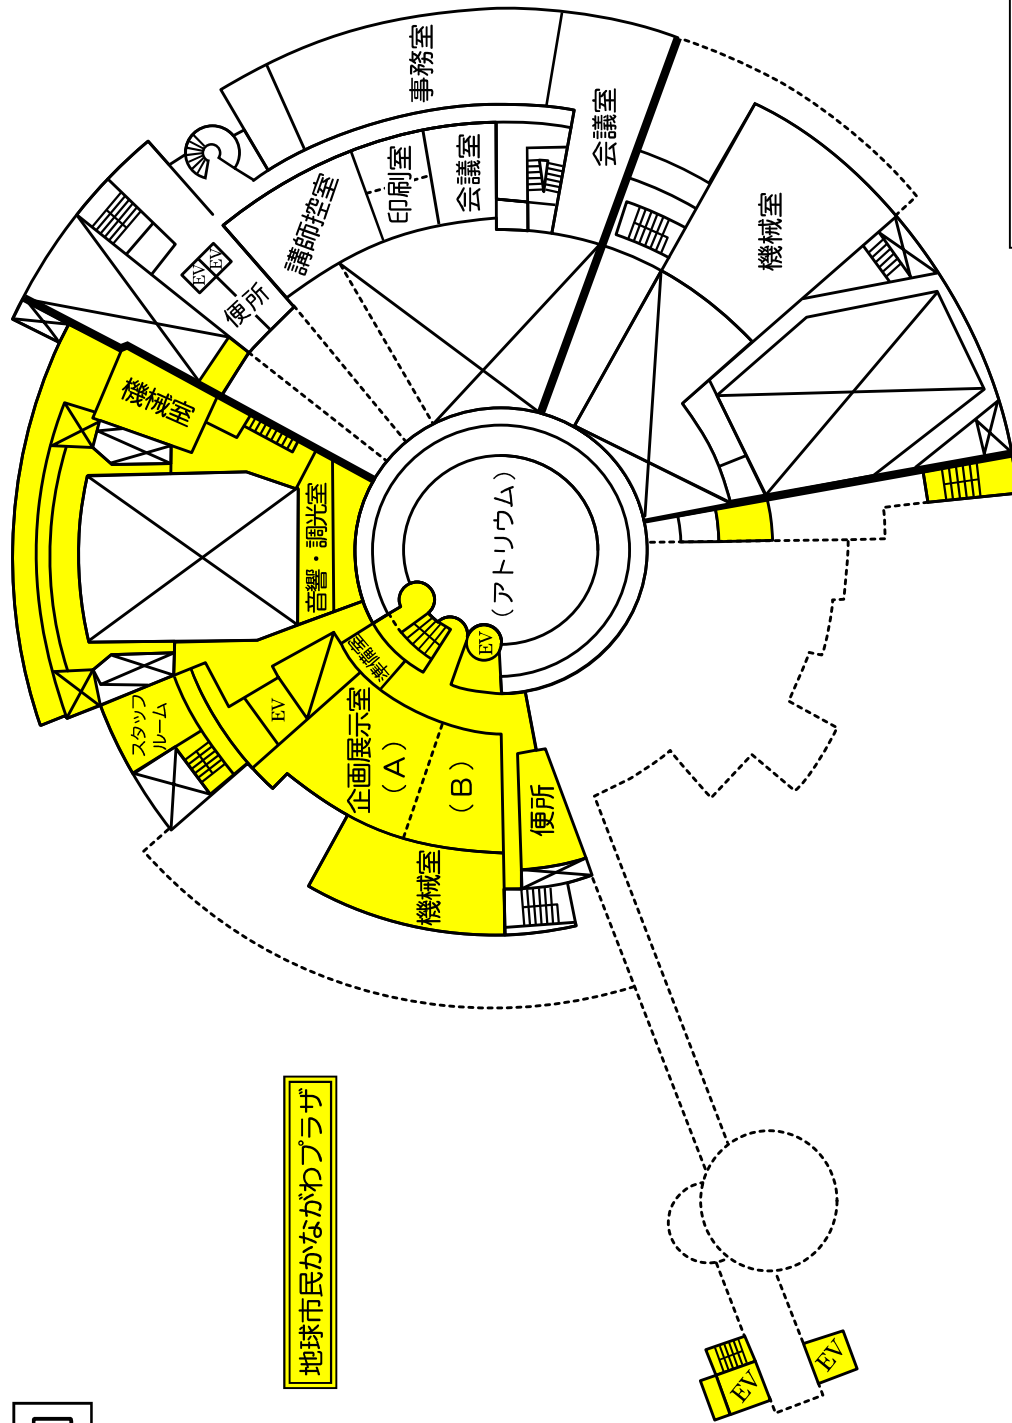 事務室
会議室
講師控室
印刷室
会議室
機械室
EV
EV
便所
機械室
音響・調光室
(アトリウム)
準備室
EV
スタッフ
ルーム
EV
企画展示室
(A)
(B)
便所
機械室
地球市民かながわプラザ
EV
EV